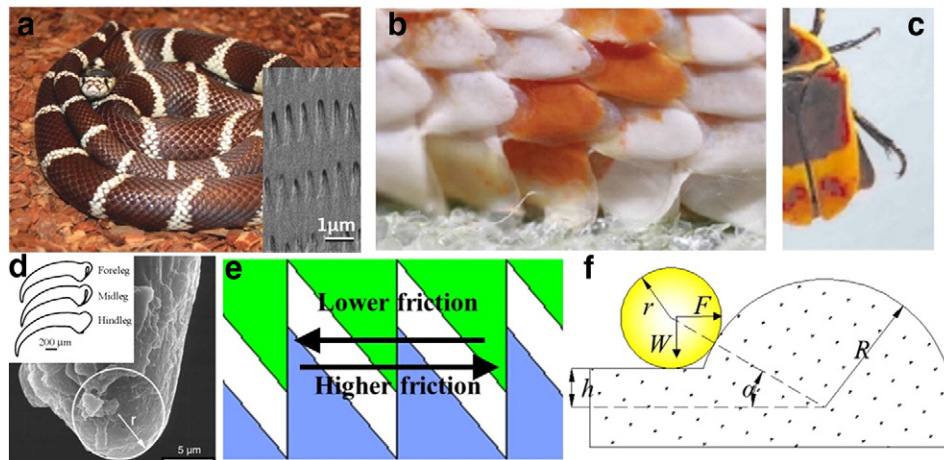 a
1μm
b
c
d
Foreleg
Midleg
Hindleg
200 μm
r
5 μm
e
Lower friction
Higher friction
f
r
F
W
h
α
R